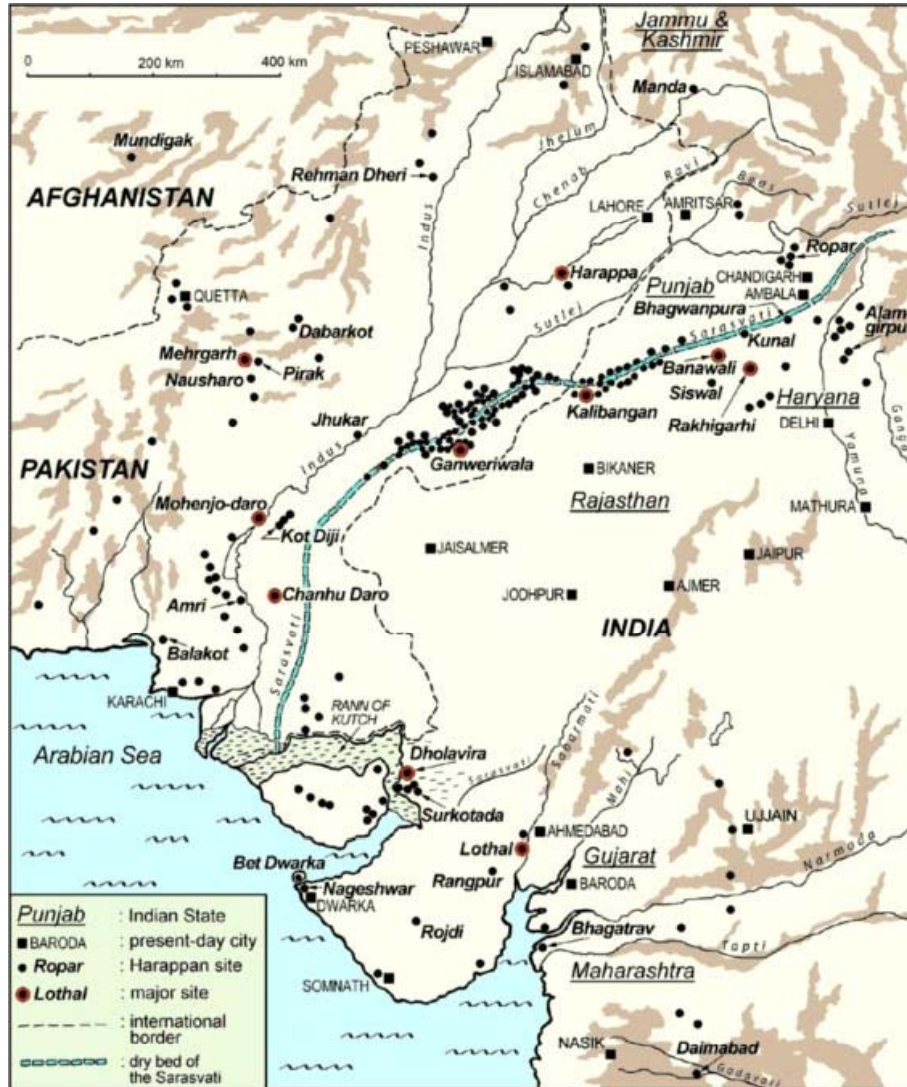 Jammu &
Kashmir
PESHAWAR
ISLAMABAD
0 200 km 400 km
Manda
Mundigak
Jhelum
Rehman Dheri
Chenab
Ravi
Beas
AFGHANISTAN
Indus
LAHORE
AMRITSAR
Sutlej
Ropar
Harappa
CHANDIGARH
Punjab
AMBALA
QUETTA
Bhagwanpura
Sarasvati
Dabarkot
Sutlej
Kunal
Alam-
girpur
Mehrgarh
Pirak
Banawali
Nausharo
Siswal
Haryana
Kalibangan
Jhukar
Rakhigarhi
DELHI
Ganga
Indus
Ganweriwala
PAKISTAN
BIKANER
Yamuna
Mohenjo-daro
Rajasthan
MATHURA
Kot Diji
JAISALMER
JAIPUR
Chanhu Daro
JODHPUR
AJMER
Amri
INDIA
Sarasvati
Balakot
KARACHI
RANN OF
KUTCH
Arabian Sea
Dholavira
Sarasvati
Sabarmati
Mahi
Surkotada
AHMEDABAD
UJJAIN
Lothal
Gujarat
Narmada
Bet Dwarka
Rangpur
Nageshwar
BARODA
DWARKA
Rojdi
Bhagatrav
Tapti
SOMNATH
Maharashtra
NASIK
Daimabad
Godavari
Punjab : Indian State
BARODA : present-day city
Ropar : Harappan site
Lothal : major site
: international
border
: dry bed of
the Sarasvati